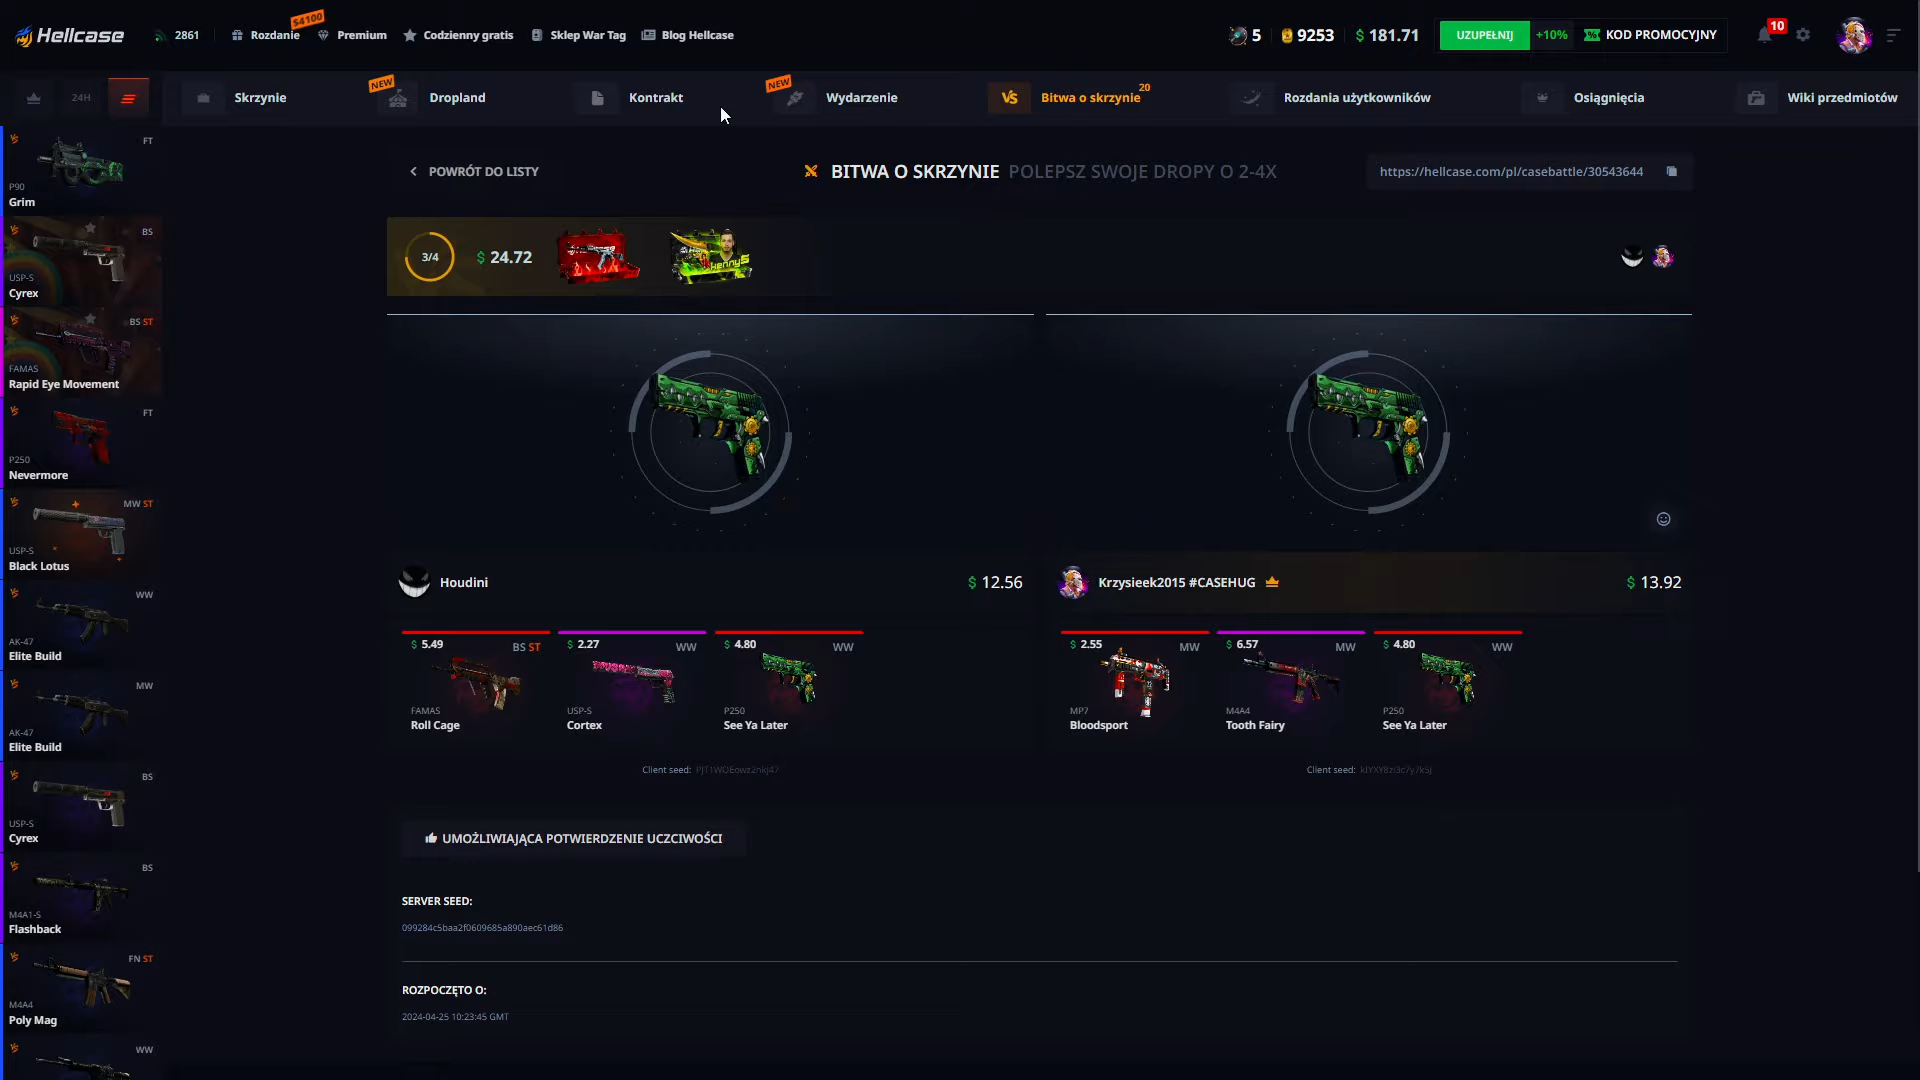 Hellcase
2861
Rozdanie
$4100
Premium
Codzienny gratis
Sklep War Tag
Blog Hellcase
5
9253
$ 181.71
UZUPEŁNIJ
+10%
KOD PROMOCYJNY
10
24H
Skrzynie
NEW
Dropland
Kontrakt
NEW
Wydarzenie
VS
Bitwa o skrzynie
20
Rozdania użytkowników
Osiągnięcia
Wiki przedmiotów
POWRÓT DO LISTY
BITWA O SKRZYNIE POLEPSZ SWOJE DROPY O 2-4X
https://hellcase.com/pl/casebattle/30543644
3/4
$ 24.72
kennyS
Houdini
$ 12.56
Krzysieek2015 #CASEHUG
$ 13.92
$ 5.49
BS ST
FAMAS
Roll Cage
$ 2.27
WW
USP-S
Cortex
$ 4.80
WW
P250
See Ya Later
$ 2.55
MW
MP7
Bloodsport
$ 6.57
MW
M4A4
Tooth Fairy
$ 4.80
WW
P250
See Ya Later
Client seed: PJT1WOEowz2nkj47
Client seed:
UMOŻLIWIAJĄCA POTWIERDZENIE UCZCIWOŚCI
SERVER SEED:
099284c5baa2f0609685a890aec61d86
ROZPOCZĘTO O:
2024-04-25 10:23:45 GMT
FT
P90
Grim
BS
USP-S
Cyrex
BS ST
FAMAS
Rapid Eye Movement
FT
P250
Nevermore
MW ST
USP-S
Black Lotus
WW
AK-47
Elite Build
MW
AK-47
Elite Build
BS
USP-S
Cyrex
BS
M4A1-S
Flashback
FN ST
M4A4
Poly Mag
WW